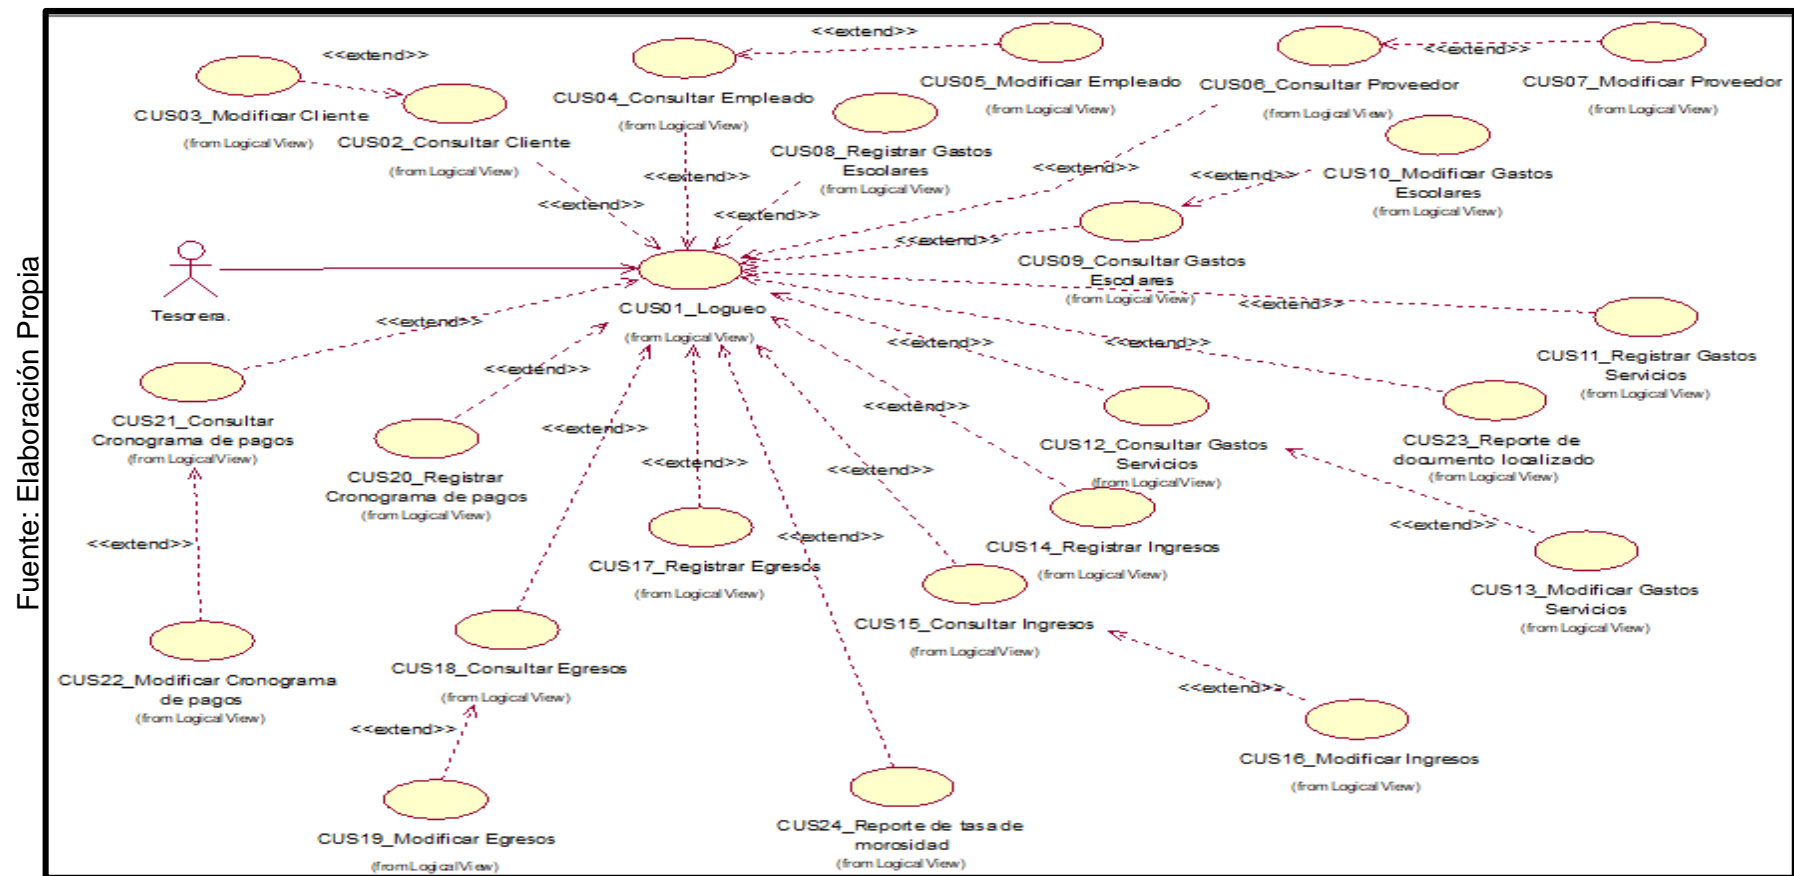 Fuente: Elaboración Propia
<<extend>>
CUS03_Modificar Cliente
(from Logical View)
CUS02_Consultar Cliente
(from Logical View)
<<extend>>
<<extend>>
CUS04_Consultar Empleado
(from Logical View)
<<extend>>
CUS05_Modificar Empleado
(from Logical View)
CUS08_Registrar Gastos
Escolares
(from Logical View)
<<extend>>
<<extend>>
CUS06_Consultar Proveedor
(from Logical View)
<<extend>>
CUS07_Modificar Proveedor
(from Logical View)
<<extend>>
CUS10_Modificar Gastos
Escolares
(from Logical View)
<<extend>>
CUS09_Consultar Gastos
Escolares
(from Logical View)
<<extend>>
Tesorera.
CUS01_Logueo
(from Logical View)
<<extend>>
CUS11_Registrar Gastos
Servicios
(from Logical View)
<<extend>>
CUS21_Consultar
Cronograma de pagos
(from Logical View)
<<extend>>
CUS20_Registrar
Cronograma de pagos
(from Logical View)
<<extend>>
CUS12_Consultar Gastos
Servicios
(from Logical View)
<<extend>>
CUS23_Reporte de
documento localizado
(from Logical View)
<<extend>>
<<extend>>
CUS17_Registrar Egresos
(from Logical View)
<<extend>>
CUS14_Registrar Ingresos
(from Logical View)
<<extend>>
<<extend>>
CUS13_Modificar Gastos
Servicios
(from Logical View)
<<extend>>
CUS22_Modificar Cronograma
de pagos
(from Logical View)
CUS18_Consultar Egresos
(from Logical View)
<<extend>>
CUS15_Consultar Ingresos
(from Logical View)
<<extend>>
CUS16_Modificar Ingresos
(from Logical View)
<<extend>>
CUS19_Modificar Egresos
(from Logical View)
CUS24_Reporte de tasa de
morosidad
(from Logical View)